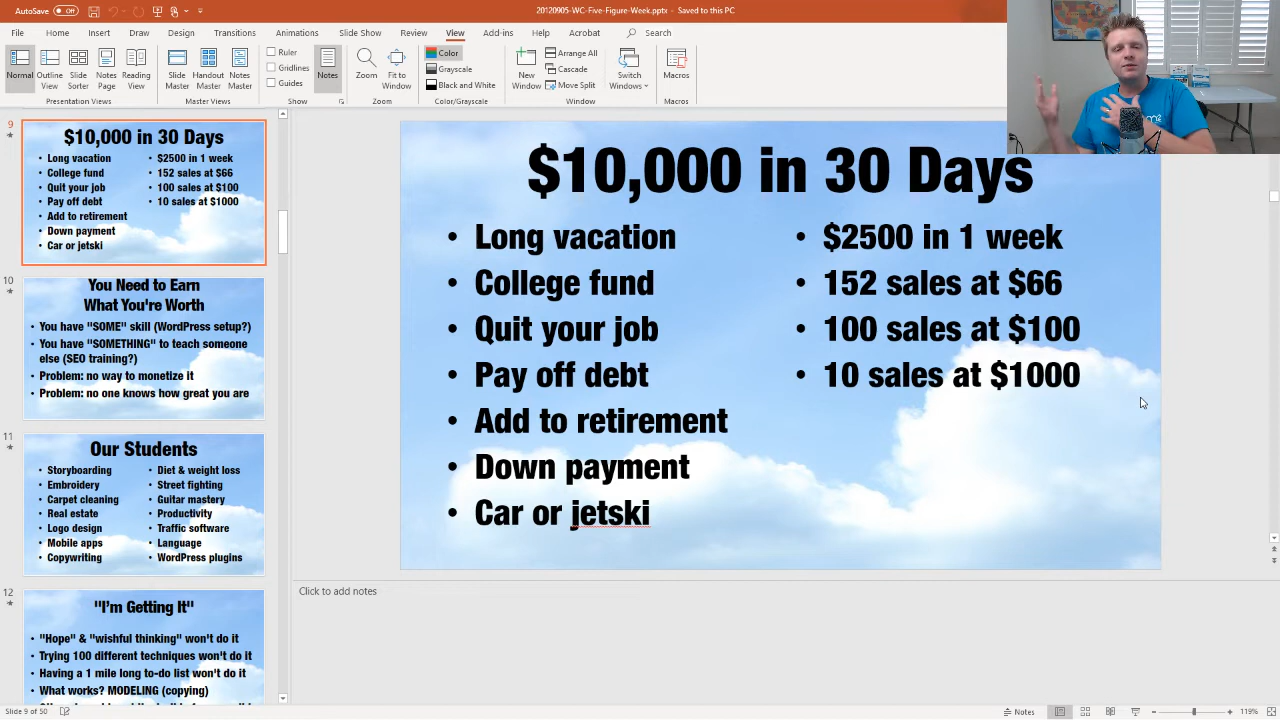 AutoSave Off
20120905-WC-Five-Figure-Week.pptx - Saved to this PC
File Home Insert Draw Design Transitions Animations Slide Show Review View Add-ins Help Search
Normal
Outline View
Slide Sorter
Notes Page
Reading View
Presentation Views
Slide Master
Handout Master
Notes Master
Master Views
Ruler
Gridlines
Guides
Show
Notes
Zoom
Fit to Window
Zoom
Color
Grayscale
Black and White
Color/Grayscale
New Window
Arrange All
Cascade
Move Split
Switch Windows
Window
Macros
Macros
9
$10,000 in 30 Days
• Long vacation
• College fund
• Quit your job
• Pay off debt
• Add to retirement
• Down payment
• Car or jetski
• $2500 in 1 week
• 152 sales at $66
• 100 sales at $100
• 10 sales at $1000
10
You Need to Earn
What You're Worth
• You have "SOME" skill (WordPress setup?)
• You have "SOMETHING" to teach someone
else (SEO training?)
• Problem: no way to monetize it
• Problem: no one knows how great you are
11
Our Students
• Storyboarding
• Embroidery
• Carpet cleaning
• Real estate
• Logo design
• Mobile apps
• Copywriting
• Diet & weight loss
• Street fighting
• Guitar mastery
• Productivity
• Traffic software
• Language
• WordPress plugins
12
"I'm Getting It"
• "Hope" & "wishful thinking" won't do it
• Trying 100 different techniques won't do it
• Having a 1 mile long to-do list won't do it
• What works? MODELING (copying)
$10,000 in 30 Days
• Long vacation
• College fund
• Quit your job
• Pay off debt
• Add to retirement
• Down payment
• Car or jetski
• $2500 in 1 week
• 152 sales at $66
• 100 sales at $100
• 10 sales at $1000
Click to add notes
Slide 9 of 50
Notes
119%